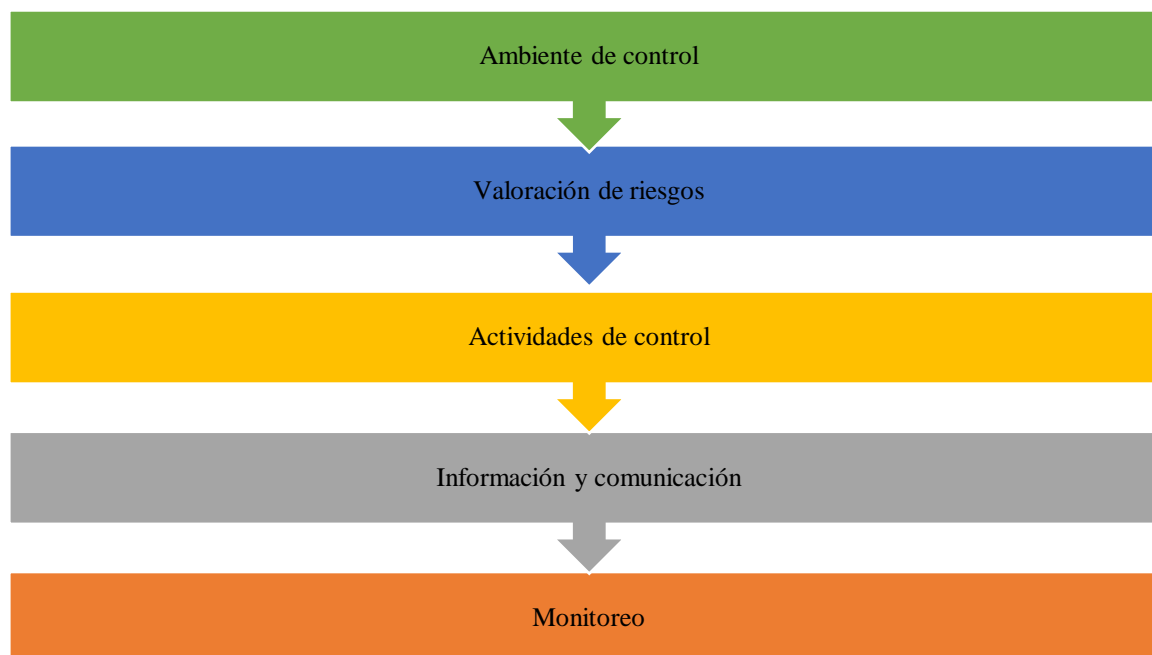 Ambiente de control
Valoración de riesgos
Actividades de control
Información y comunicación
Monitoreo